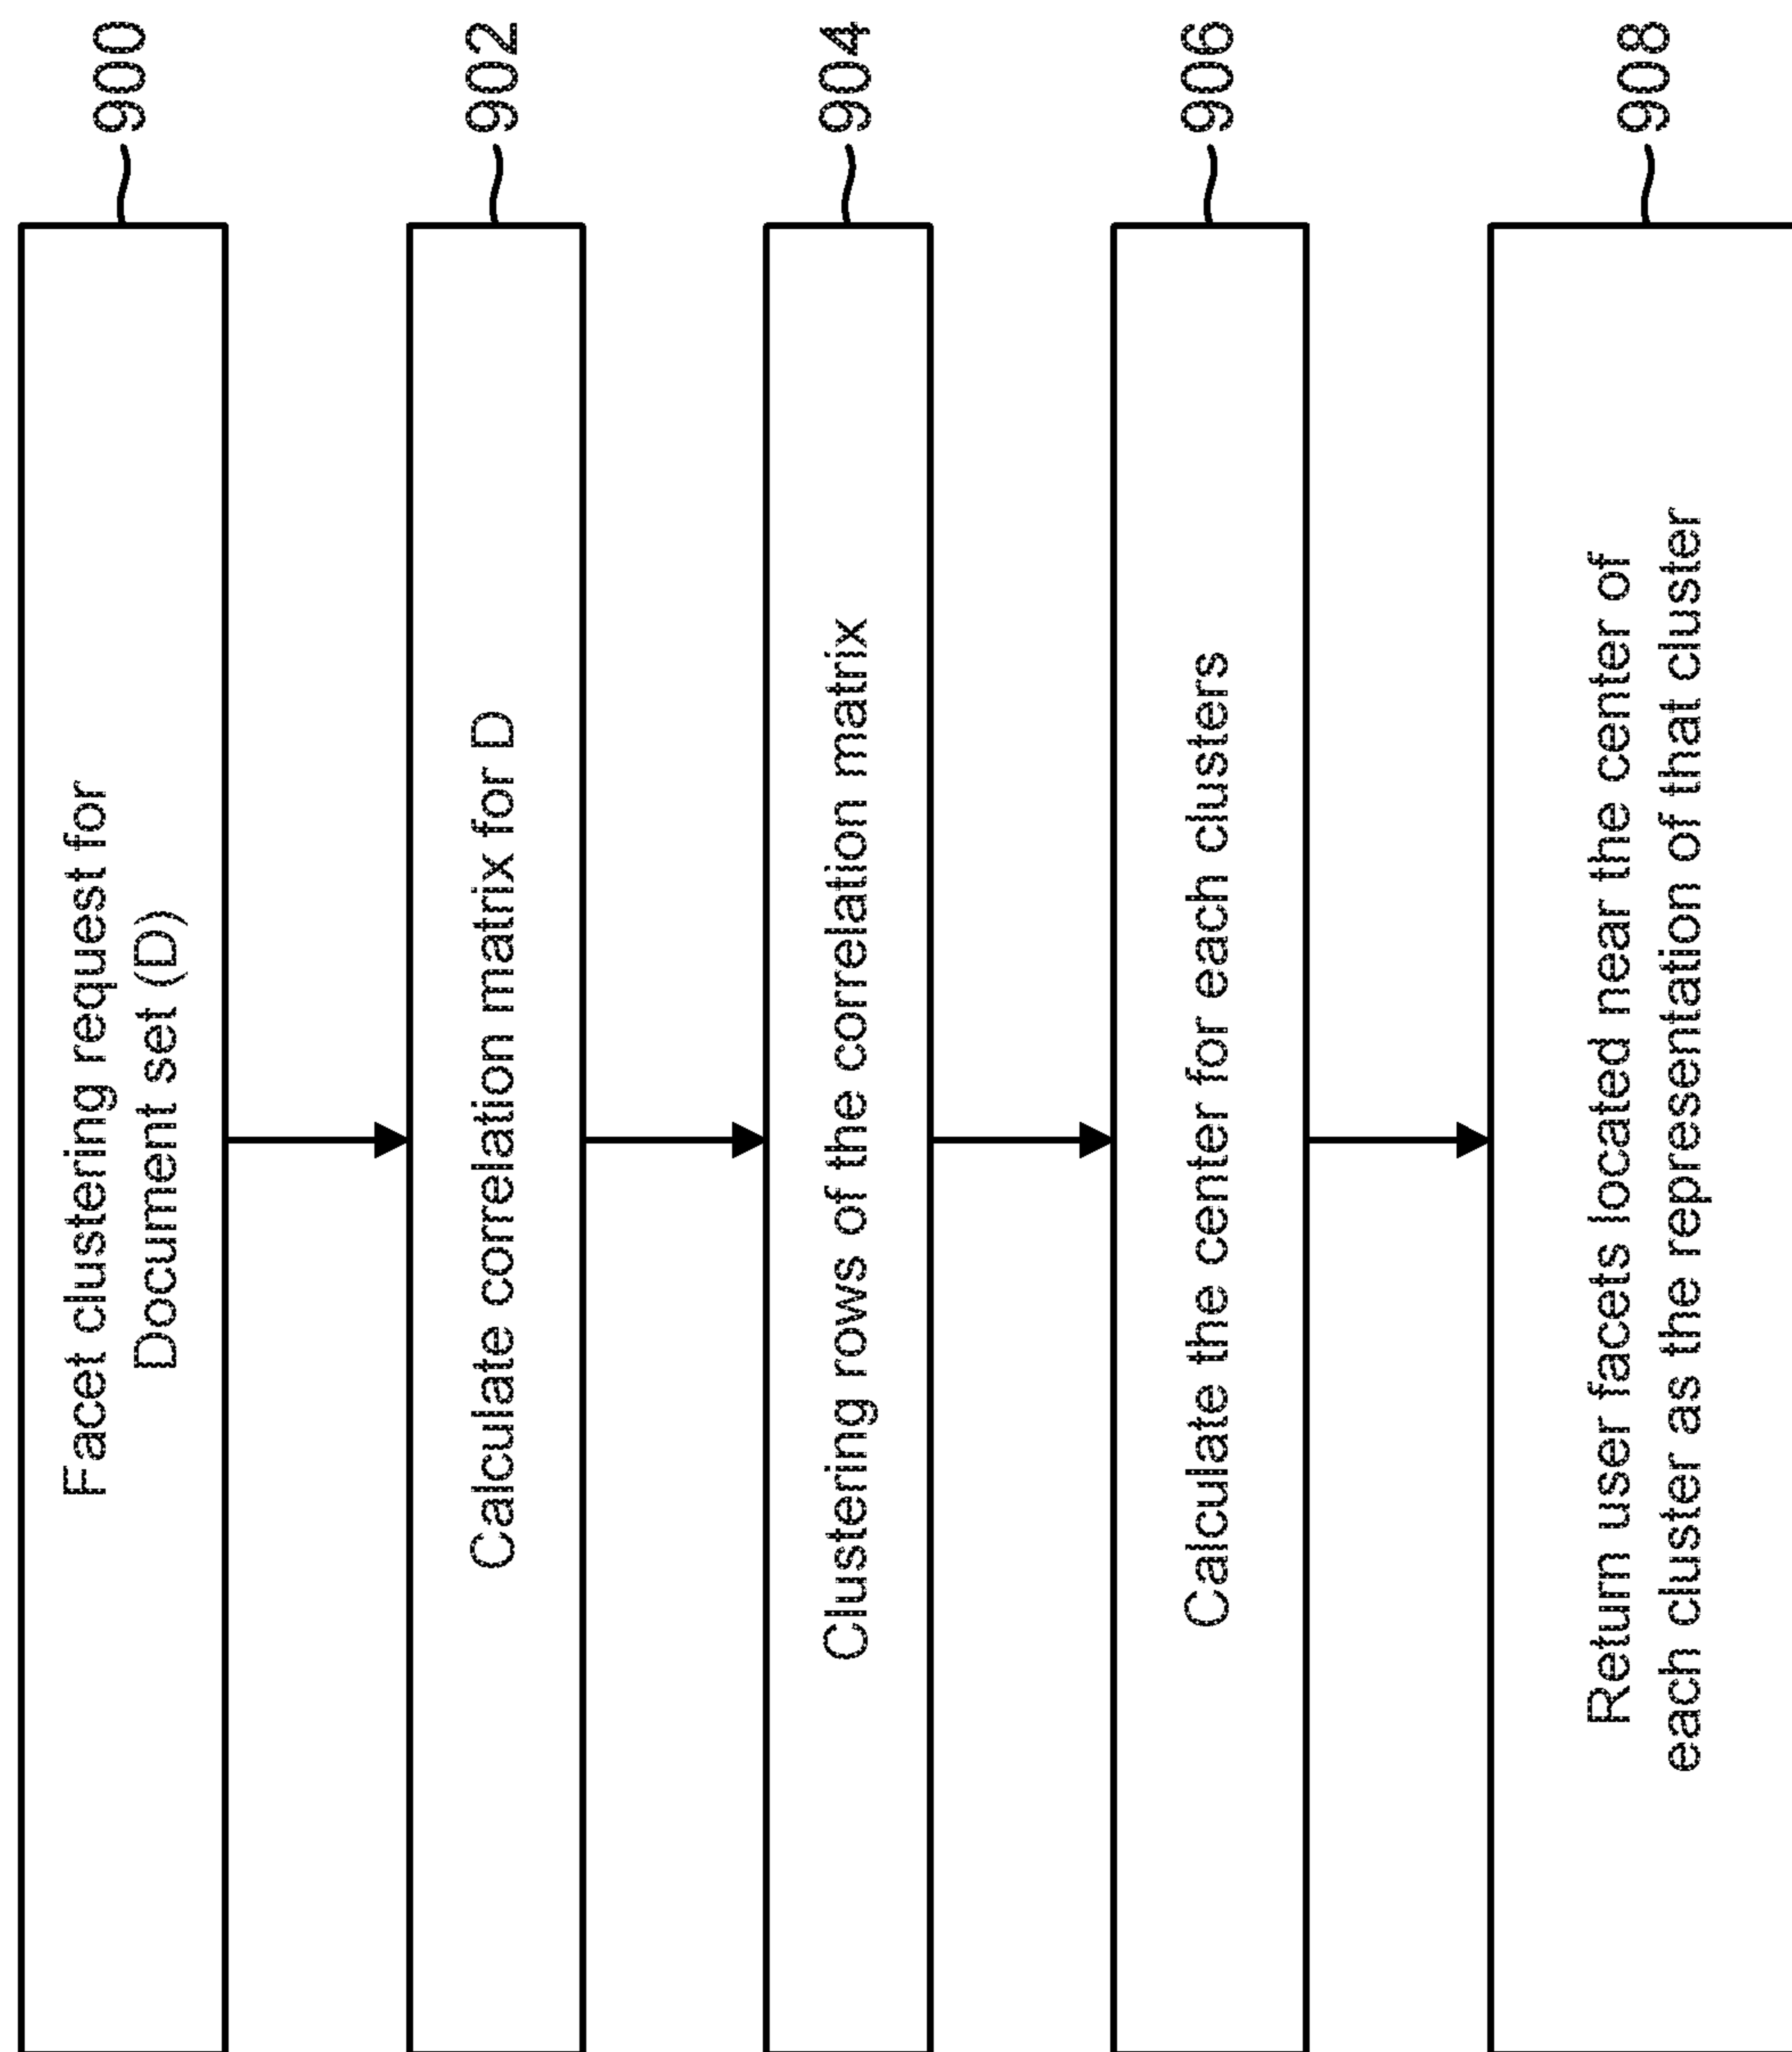 Facet clustering request for
Document set (D)
900
Calculate correlation matrix for D
902
Clustering rows of the correlation matrix
904
Calculate the center for each clusters
906
Return user facets located near the center of
each cluster as the representation of that cluster
908